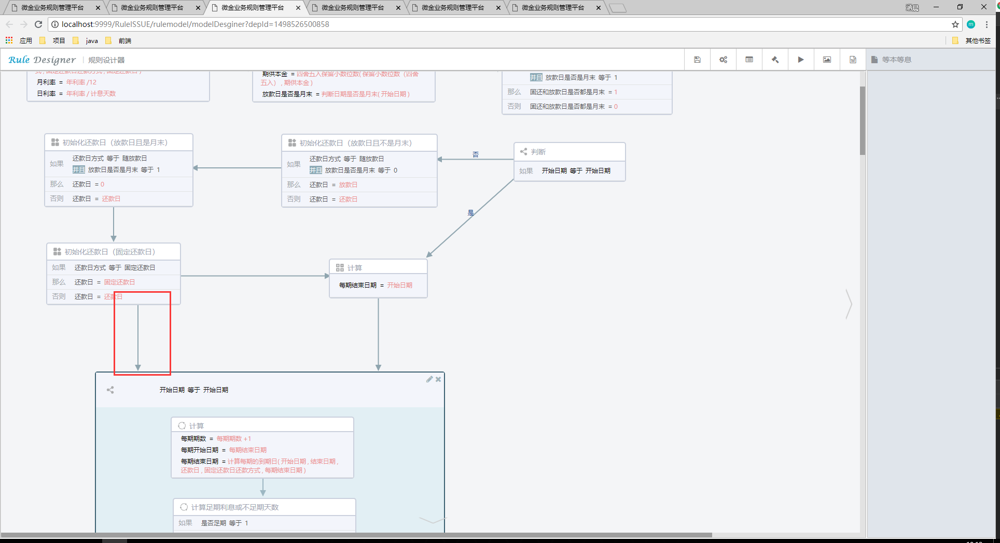 微金业务规则管理平台 微金业务规则管理平台 微金业务规则管理平台 微金业务规则管理平台 微金业务规则管理平台 微金业务规则管理平台 涵晨
localhost:9999/RuleISSUE/rulemodel/modelDesginer?depId=1498526500858
m
应用 项目 java 前端 其他书签
Rule Designer 规则设计器
等本等息
式 , 固定还款日还款方式 , 固定还款日 )
月利率 = 年利率 /12
日利率 = 年利率 / 计息天数
期供本金 = 四舍五入保留小数位数( 保留小数位数（四舍
五入） , 期供本金 )
放款日是否是月末 = 判断日期是否是月末( 开始日期 )
并且 放款日是否是月末 等于 1
那么 固还和放款日是否都是月末 = 1
否则 固还和放款日是否都是月末 = 0
初始化还款日（放款日且是月末）
如果 还款日方式 等于 随放款日
并且 放款日是否是月末 等于 1
那么 还款日 = 0
否则 还款日 = 还款日
初始化还款日（放款日且不是月末）
如果 还款日方式 等于 随放款日
并且 放款日是否是月末 等于 0
那么 还款日 = 放款日
否则 还款日 = 还款日
否
判断
如果 开始日期 等于 开始日期
是
初始化还款日（固定还款日）
如果 还款日方式 等于 固定还款日
那么 还款日 = 固定还款日
否则 还款日 = 还款日
计算
每期结束日期 = 开始日期
开始日期 等于 开始日期
计算
每期期数 = 每期期数 +1
每期开始日期 = 每期结束日期
每期结束日期 = 计算每期的到期日( 开始日期 , 结束日期 ,
还款日 , 固定还款日还款方式 , 每期结束日期 )
计算足期利息或不足期天数
如果 是否足期 等于 1